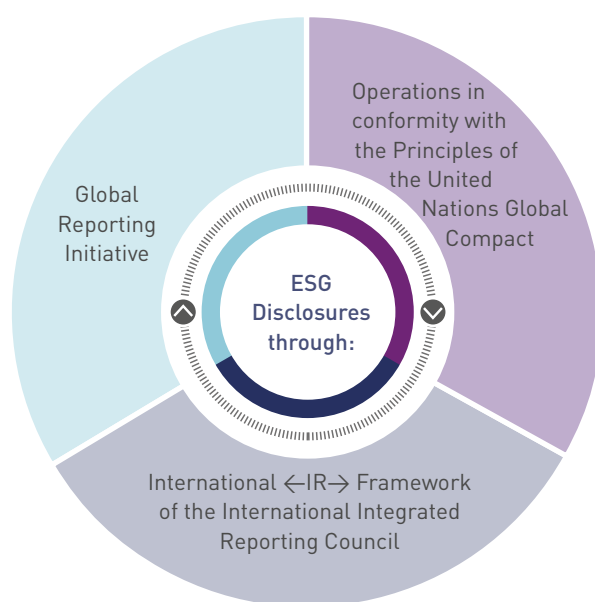 Operations in
conformity with
the Principles of
the United
Nations Global
Compact
Global
Reporting
Initiative
ESG
Disclosures
through:
International ←IR→ Framework
of the International Integrated
Reporting Council